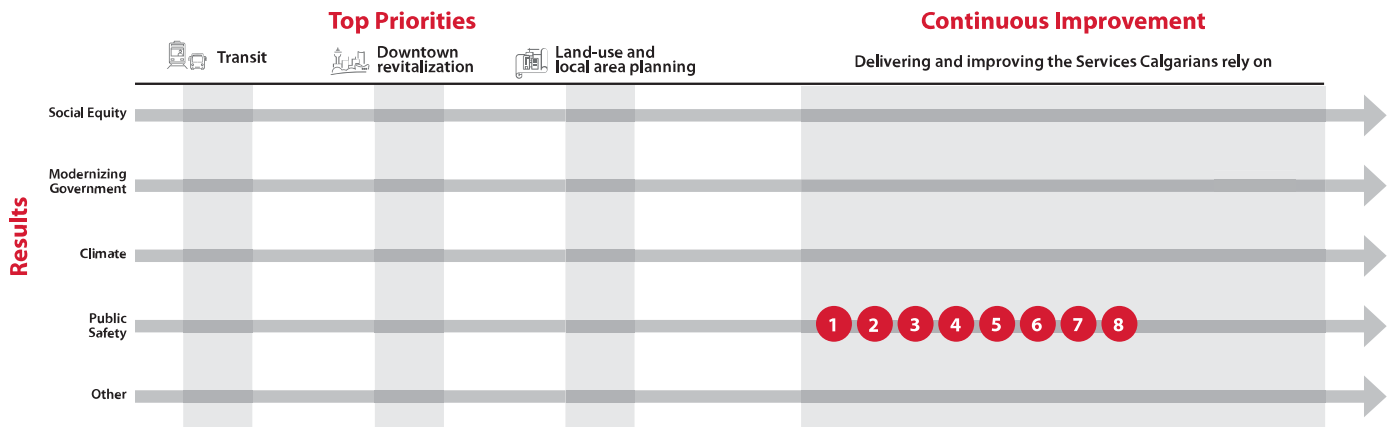 Top Priorities
Continuous Improvement
Transit
Downtown
revitalization
Land-use and
local area planning
Delivering and improving the Services Calgarians rely on
Results
Social Equity
Modernizing
Government
Climate
Public
Safety
1 2 3 4 5 6 7 8
Other